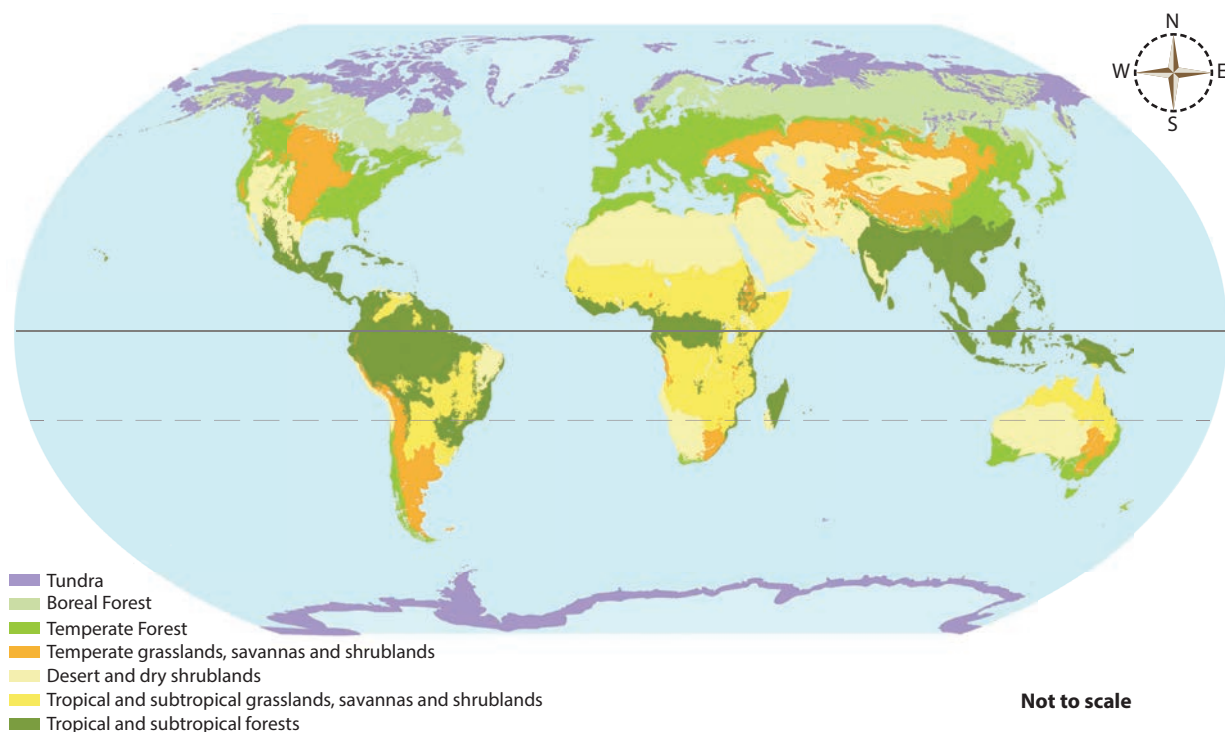 N
W E
S
Tundra
Boreal Forest
Temperate Forest
Temperate grasslands, savannas and shrublands
Desert and dry shrublands
Tropical and subtropical grasslands, savannas and shrublands
Not to scale
Tropical and subtropical forests